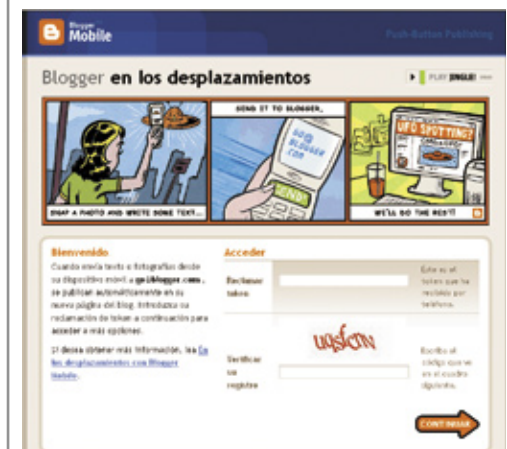 Blogger
Mobile
Push-Button Publishing
Blogger en los desplazamientos
PLAY JINGLE!
SNAP A PHOTO AND WRITE SOME TEXT...
SEND IT TO BLOGGER,
GO@
BLOGGER
.COM
SEND!
UFO SPOTTING?
WE'LL DO THE REST!
Bienvenido
Cuando envía texto o fotografías desde
su dispositivo móvil a go@blogger.com,
se publican automáticamente en su
nueva página del blog. Introduzca su
reclamación de token a continuación para
acceder a más opciones.
Si desea obtener más información, lea En
los desplazamientos con Blogger
Mobile.
Acceder
Reclamar
token
Este es el
token que ha
recibido por
teléfono.
Verificar
su
registro
Escriba el
código que ve
en el cuadro
siguiente.
CONTINUAR